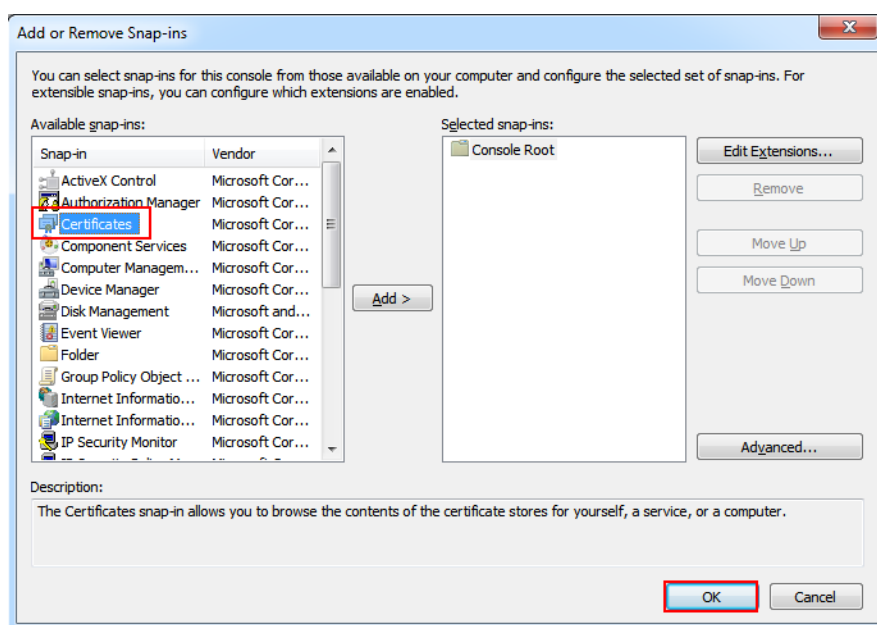 Add or Remove Snap-ins
You can select snap-ins for this console from those available on your computer and configure the selected set of snap-ins. For
extensible snap-ins, you can configure which extensions are enabled.
Available snap-ins:
Selected snap-ins:
Snap-in Vendor
ActiveX Control Microsoft Cor...
Authorization Manager Microsoft Cor...
Certificates Microsoft Cor...
Component Services Microsoft Cor...
Computer Managem... Microsoft Cor...
Device Manager Microsoft Cor...
Disk Management Microsoft and...
Event Viewer Microsoft Cor...
Folder Microsoft Cor...
Group Policy Object ... Microsoft Cor...
Internet Informatio... Microsoft Cor...
Internet Informatio... Microsoft Cor...
IP Security Monitor Microsoft Cor...
Add >
Console Root
Edit Extensions...
Remove
Move Up
Move Down
Advanced...
Description:
The Certificates snap-in allows you to browse the contents of the certificate stores for yourself, a service, or a computer.
OK
Cancel